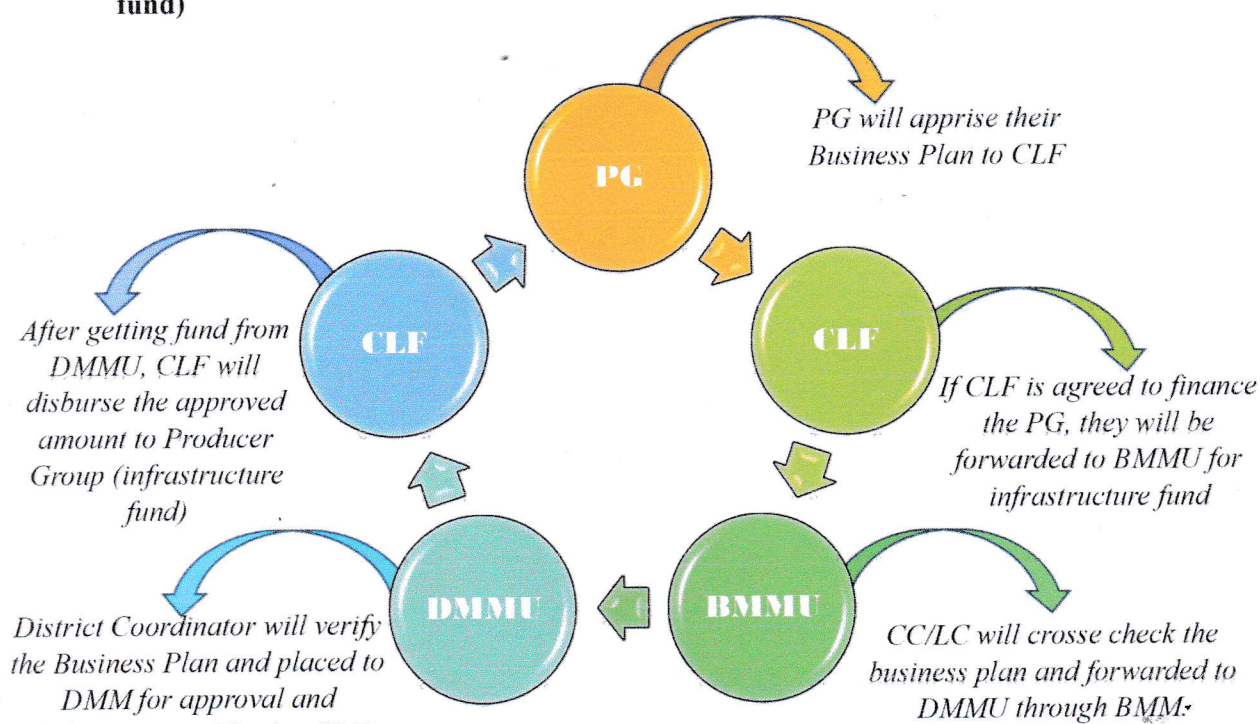 fund)
PG
PG will apprise their
Business Plan to CLF
CLF
If CLF is agreed to finance
the PG, they will be
forwarded to BMMU for
infrastructure fund
BMMU
CC/LC will crosse check the
business plan and forwarded to
DMMU through BMM.
DMMU
District Coordinator will verify
the Business Plan and placed to
DMM for approval and
CLF
After getting fund from
DMMU, CLF will
disburse the approved
amount to Producer
Group (infrastructure
fund)